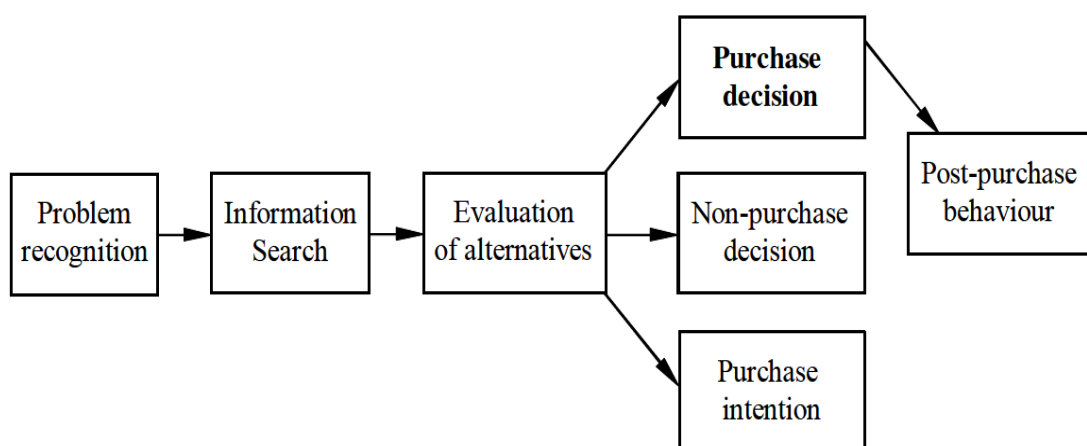 Problem
recognition
Information
Search
Evaluation
of alternatives
Purchase
decision
Non-purchase
decision
Purchase
intention
Post-purchase
behaviour